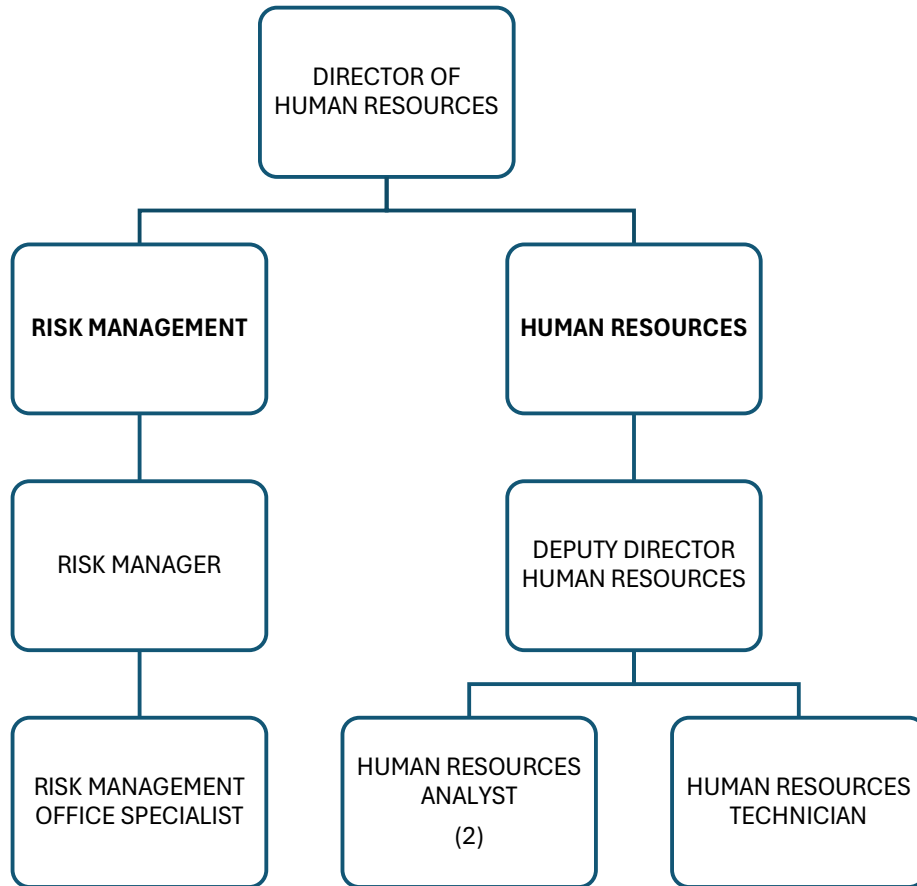 DIRECTOR OF
HUMAN RESOURCES
RISK MANAGEMENT
HUMAN RESOURCES
RISK MANAGER
DEPUTY DIRECTOR
HUMAN RESOURCES
RISK MANAGEMENT
OFFICE SPECIALIST
HUMAN RESOURCES
ANALYST
(2)
HUMAN RESOURCES
TECHNICIAN